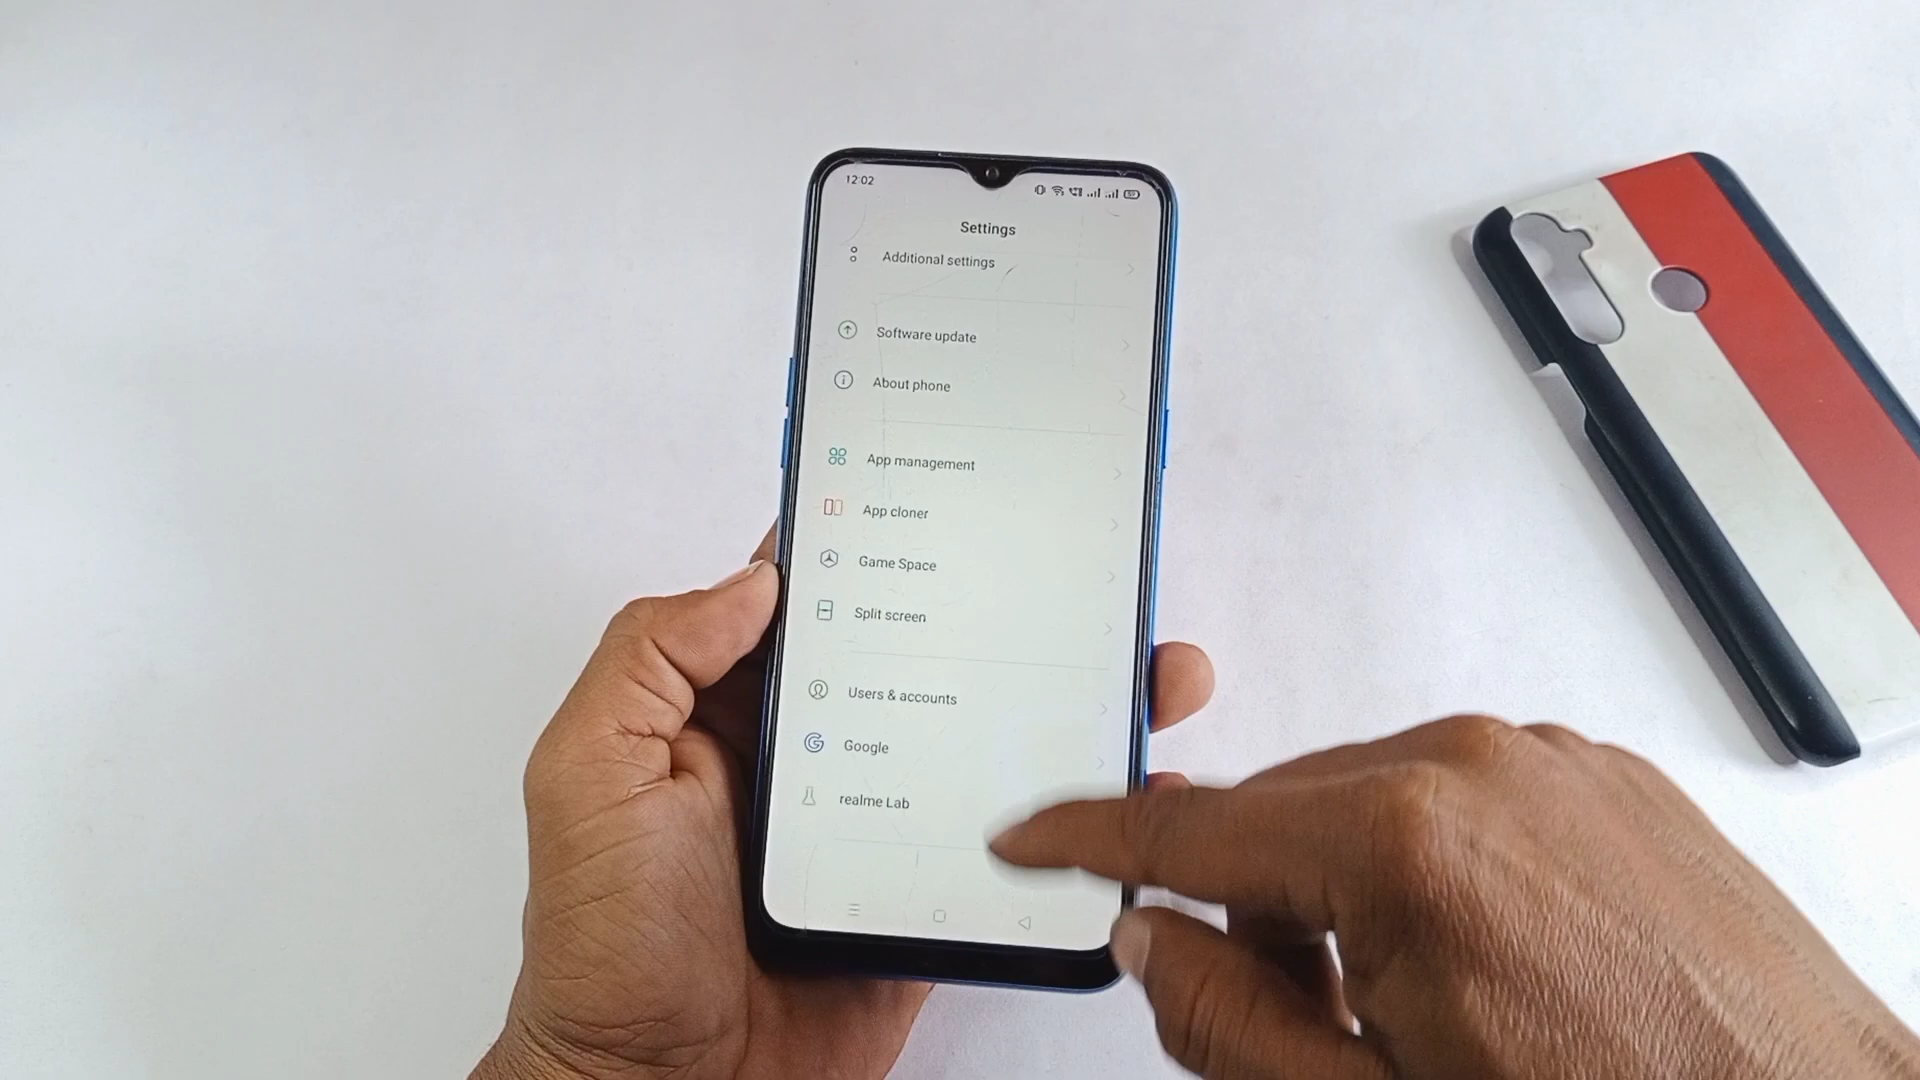 12:02
Settings
Additional settings
Software update
About phone
App management
App cloner
Game Space
Split screen
Users & accounts
Google
realme Lab